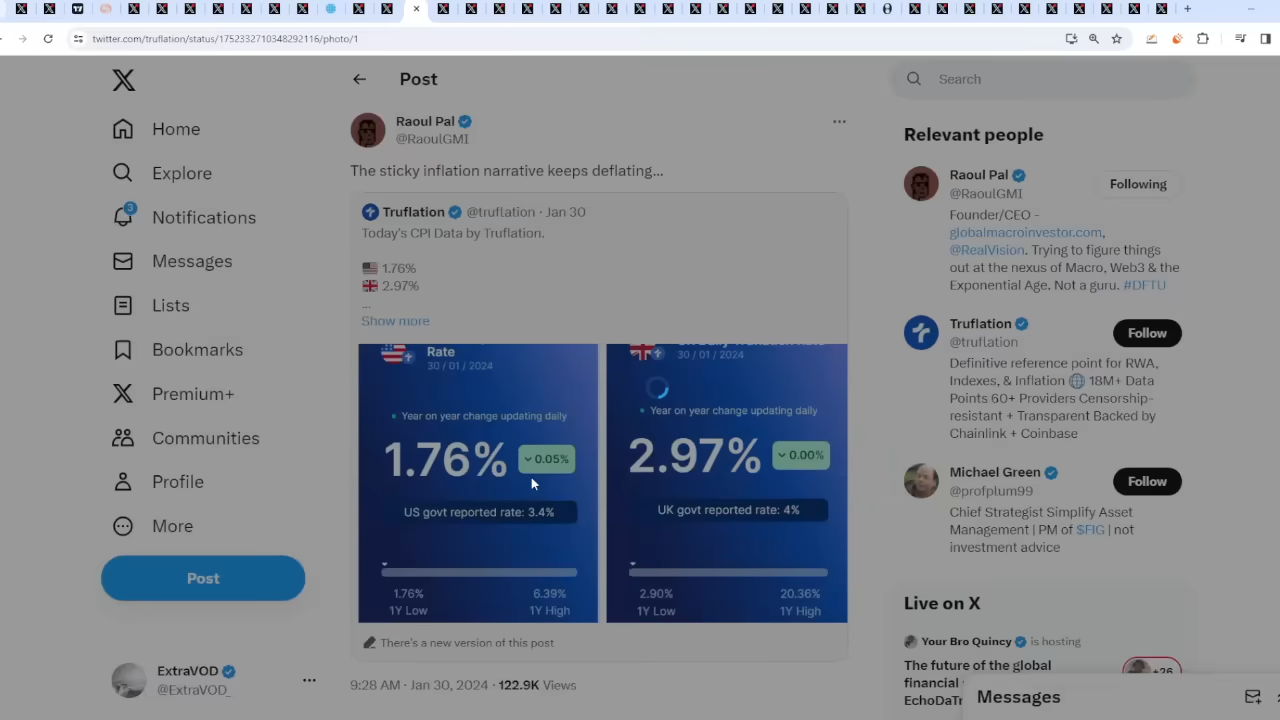 twitter.com/truflation/status/1752332710348292116/photo/1
Home
Explore
3
Notifications
Messages
Lists
Bookmarks
Premium+
Communities
Profile
More
Post
ExtraVOD
@ExtraVOD_
Post
Raoul Pal
@RaoulGMI
The sticky inflation narrative keeps deflating...
Truflation @truflation · Jan 30
Today's CPI Data by Truflation.
1.76%
2.97%
...
Show more
Rate
30 / 01 / 2024
Year on year change updating daily
1.76% 0.05%
US govt reported rate: 3.4%
1.76% 6.39%
1Y Low 1Y High
30 / 01 / 2024
Year on year change updating daily
2.97% 0.00%
UK govt reported rate: 4%
2.90% 20.36%
1Y Low 1Y High
There's a new version of this post
9:28 AM · Jan 30, 2024 · 122.9K Views
Search
Relevant people
Raoul Pal
@RaoulGMI
Following
Founder/CEO -
globalmacroinvestor.com,
@RealVision. Trying to figure things
out at the nexus of Macro, Web3 & the
Exponential Age. Not a guru. #DFTU
Truflation
@truflation
Follow
Definitive reference point for RWA,
Indexes, & Inflation 18M+ Data
Points 60+ Providers Censorship-
resistant + Transparent Backed by
Chainlink + Coinbase
Michael Green
@profplum99
Follow
Chief Strategist Simplify Asset
Management | PM of $FIG | not
investment advice
Live on X
Your Bro Quincy is hosting
The future of the global
financial
EchoDaTr
+26
Messages